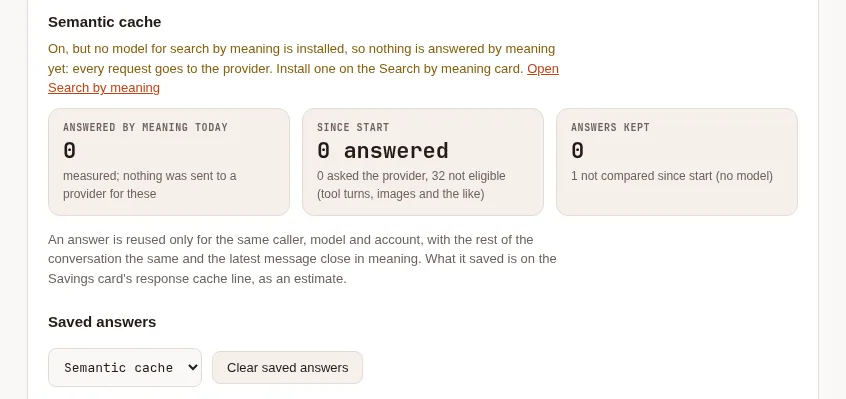 Semantic cache
On, but no model for search by meaning is installed, so nothing is answered by meaning
yet: every request goes to the provider. Install one on the Search by meaning card. Open
Search by meaning
ANSWERED BY MEANING TODAY
0
measured; nothing was sent to a
provider for these
SINCE START
0 answered
0 asked the provider, 32 not eligible
(tool turns, images and the like)
ANSWERS KEPT
0
1 not compared since start (no model)
An answer is reused only for the same caller, model and account, with the rest of the
conversation the same and the latest message close in meaning. What it saved is on the
Savings card's response cache line, as an estimate.
Saved answers
Semantic cache
Clear saved answers